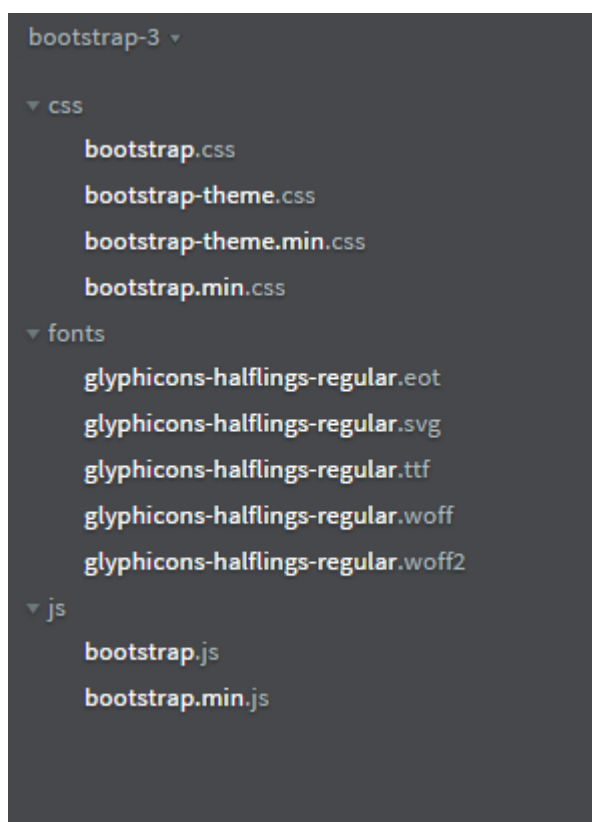 bootstrap-3
css
bootstrap.css
bootstrap-theme.css
bootstrap-theme.min.css
bootstrap.min.css
fonts
glyphicons-halflings-regular.eot
glyphicons-halflings-regular.svg
glyphicons-halflings-regular.ttf
glyphicons-halflings-regular.woff
glyphicons-halflings-regular.woff2
js
bootstrap.js
bootstrap.min.js